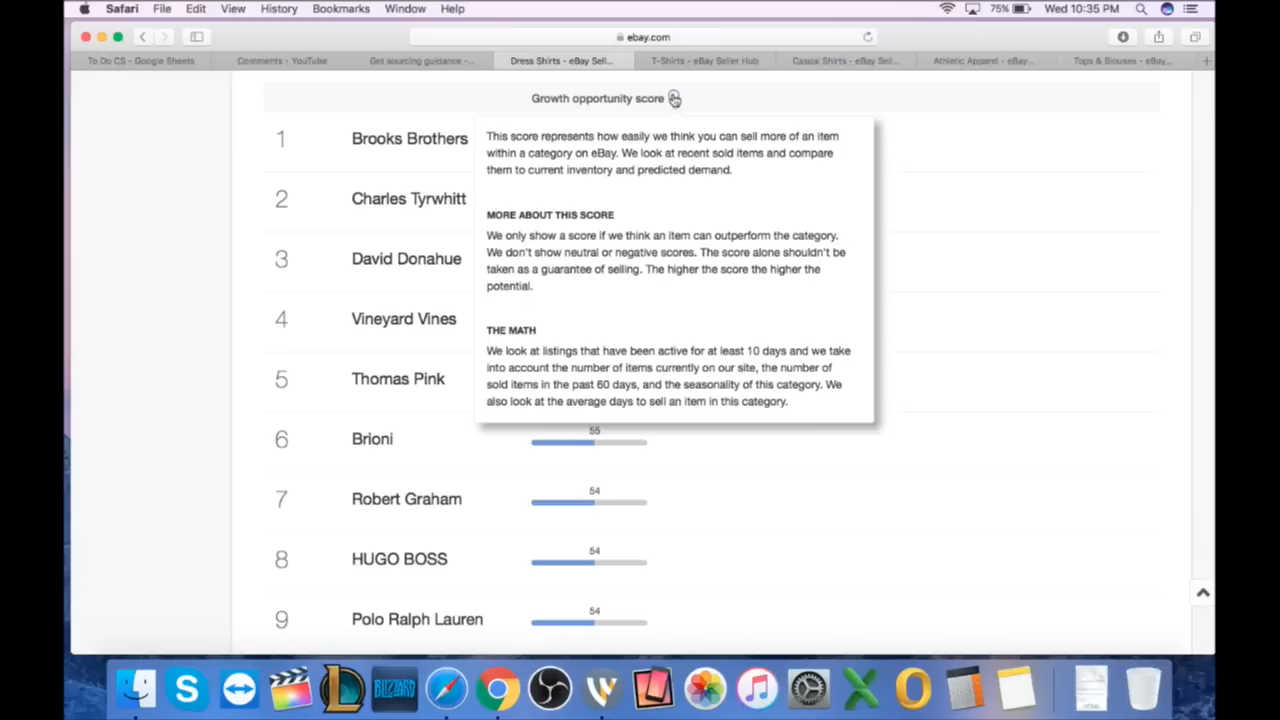 Safari File Edit View History Bookmarks Window Help 75% Wed 10:35 PM
ebay.com
To Do CS - Google Sheets Comments - YouTube Get sourcing guidance -... Dress Shirts - eBay Sell... T-Shirts - eBay Seller Hub Casual Shirts - eBay Sel... Athletic Apparel - eBay... Tops & Blouses - eBay...
Growth opportunity score
1 Brooks Brothers
2 Charles Tyrwhitt
3 David Donahue
4 Vineyard Vines
5 Thomas Pink
This score represents how easily we think you can sell more of an item
within a category on eBay. We look at recent sold items and compare
them to current inventory and predicted demand.
MORE ABOUT THIS SCORE
We only show a score if we think an item can outperform the category.
We don't show neutral or negative scores. The score alone shouldn't be
taken as a guarantee of selling. The higher the score the higher the
potential.
THE MATH
We look at listings that have been active for at least 10 days and we take
into account the number of items currently on our site, the number of
sold items in the past 60 days, and the seasonality of this category. We
also look at the average days to sell an item in this category.
6 Brioni 55
7 Robert Graham 54
8 HUGO BOSS 54
9 Polo Ralph Lauren 54
BLIZZARD